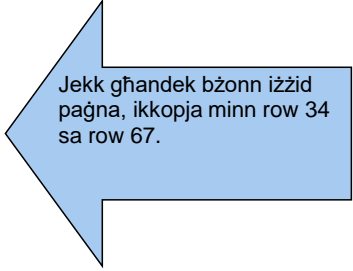 Jekk għandek bżonn iżżid
paġna, ikkopja minn row 34
sa row 67.